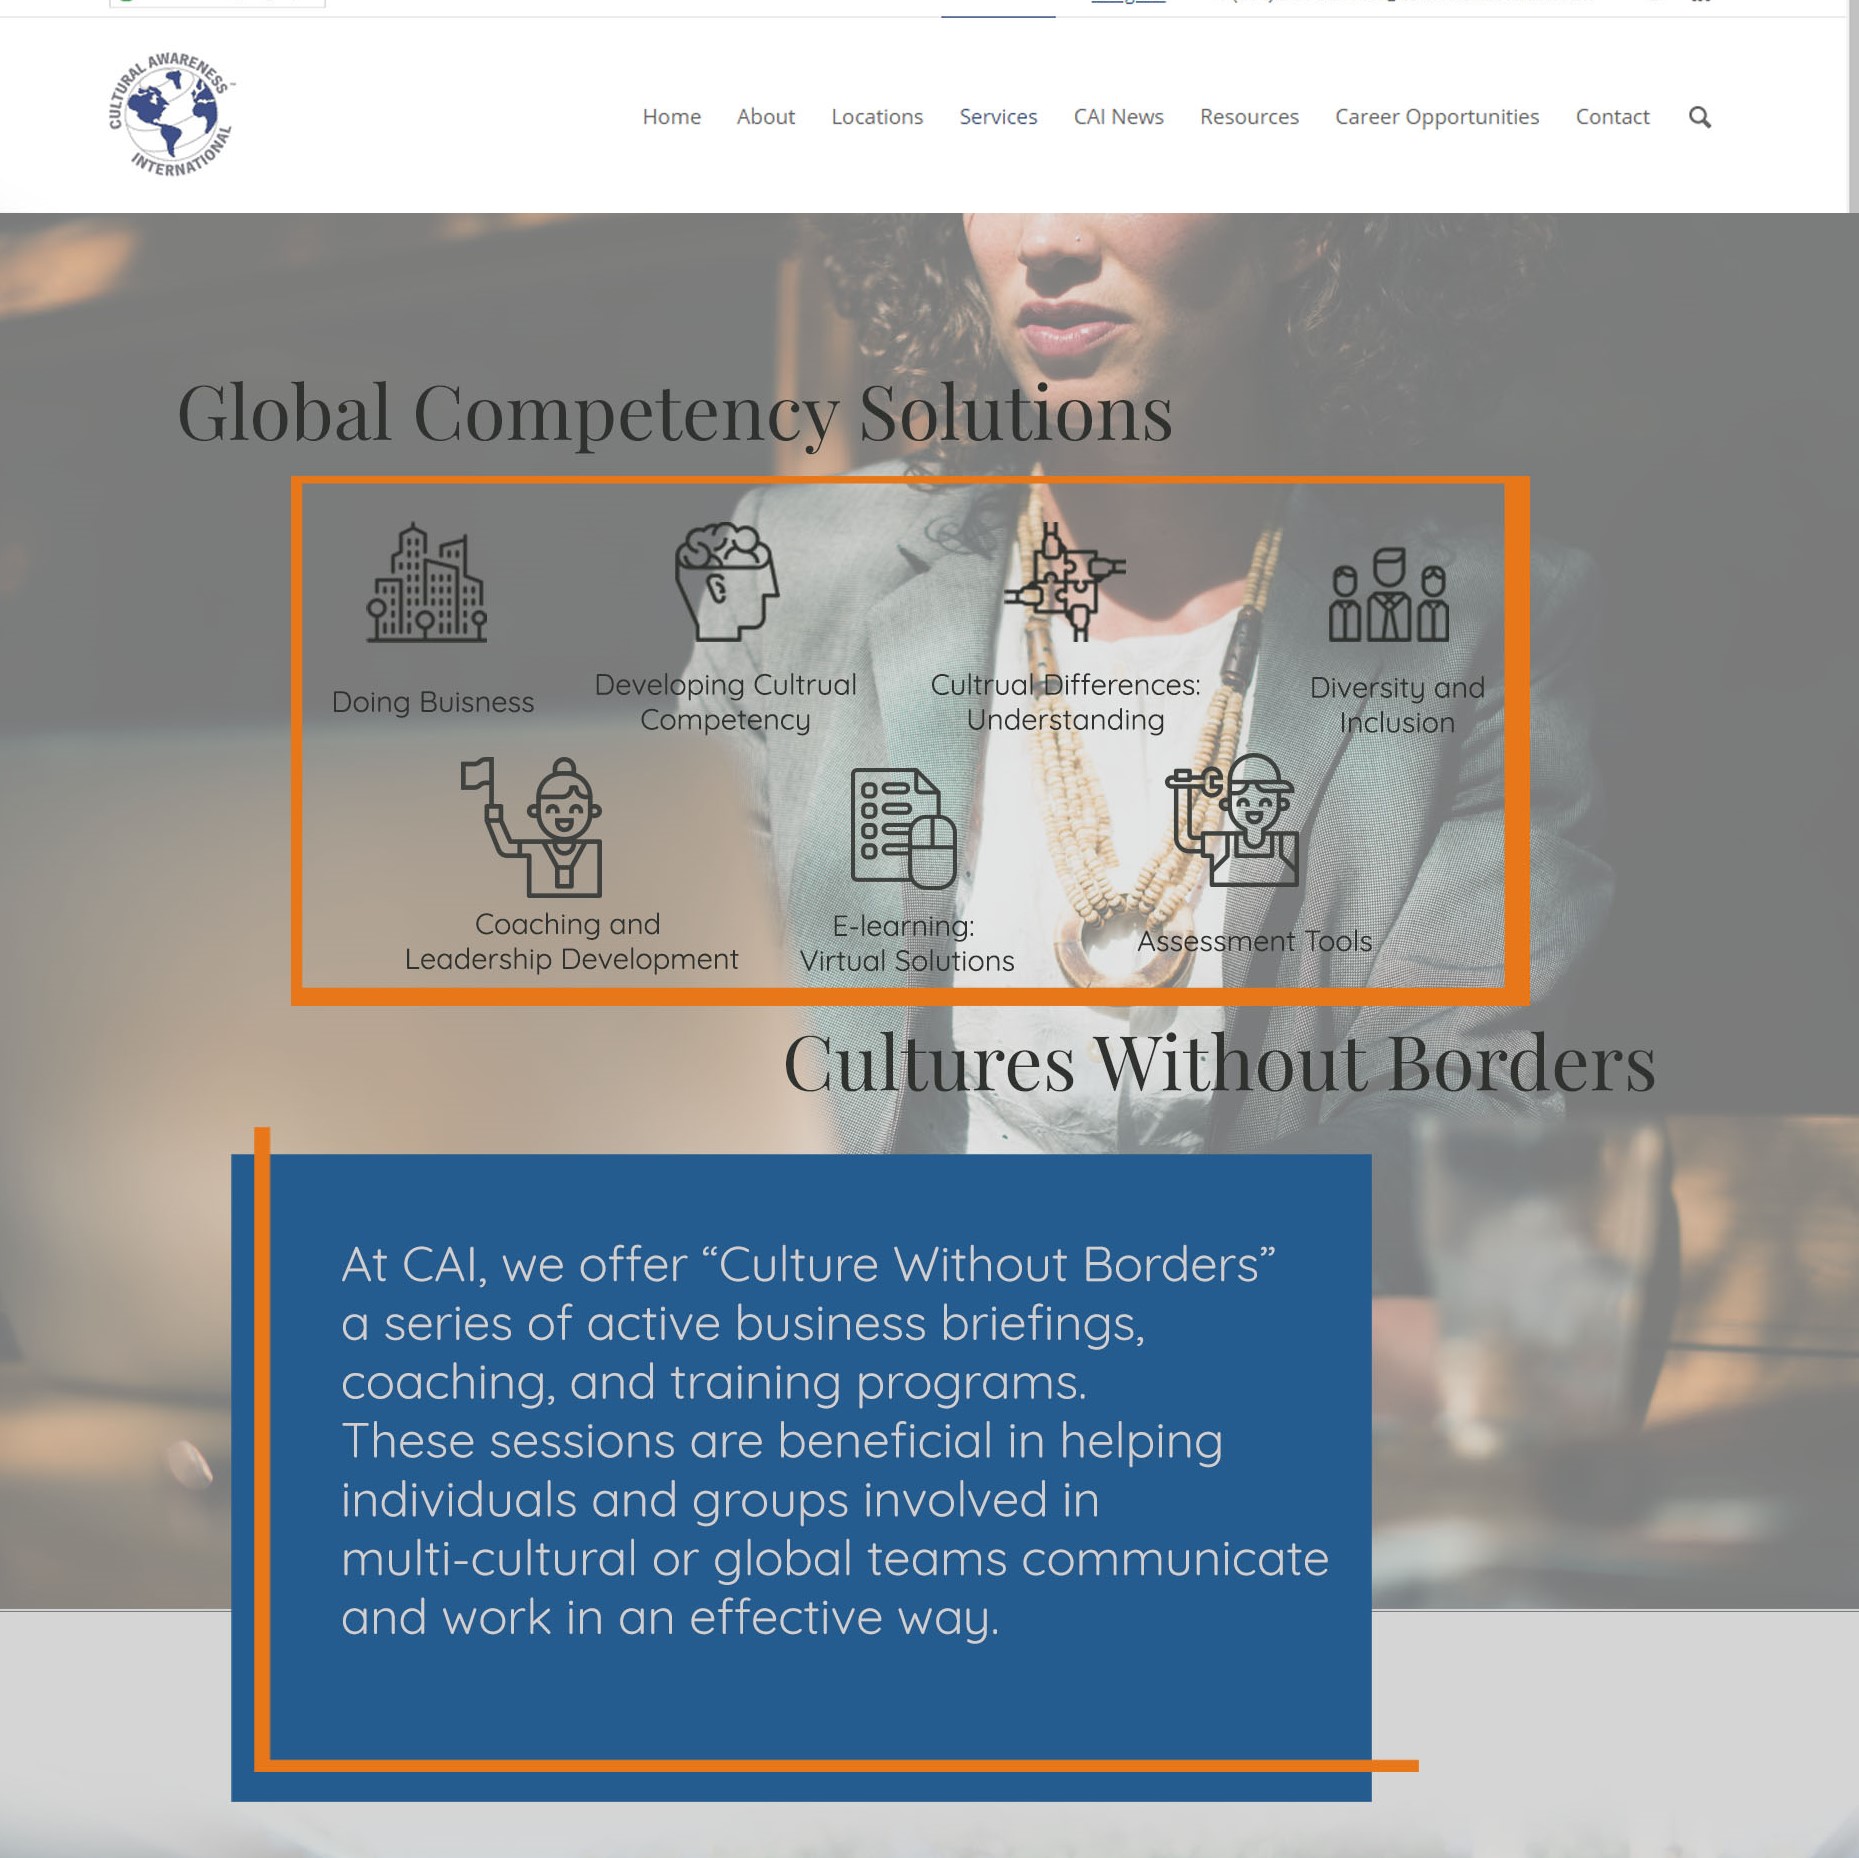 CULTURAL AWARENESS
INTERNATIONAL
Home About Locations Services CAI News Resources Career Opportunities Contact
Global Competency Solutions
Doing Buisness
Developing Cultrual
Competency
Cultrual Differences:
Understanding
Diversity and
Inclusion
Coaching and
Leadership Development
E-learning:
Virtual Solutions
Assessment Tools
Cultures Without Borders
At CAI, we offer “Culture Without Borders”
a series of active business briefings,
coaching, and training programs.
These sessions are beneficial in helping
individuals and groups involved in
multi-cultural or global teams communicate
and work in an effective way.